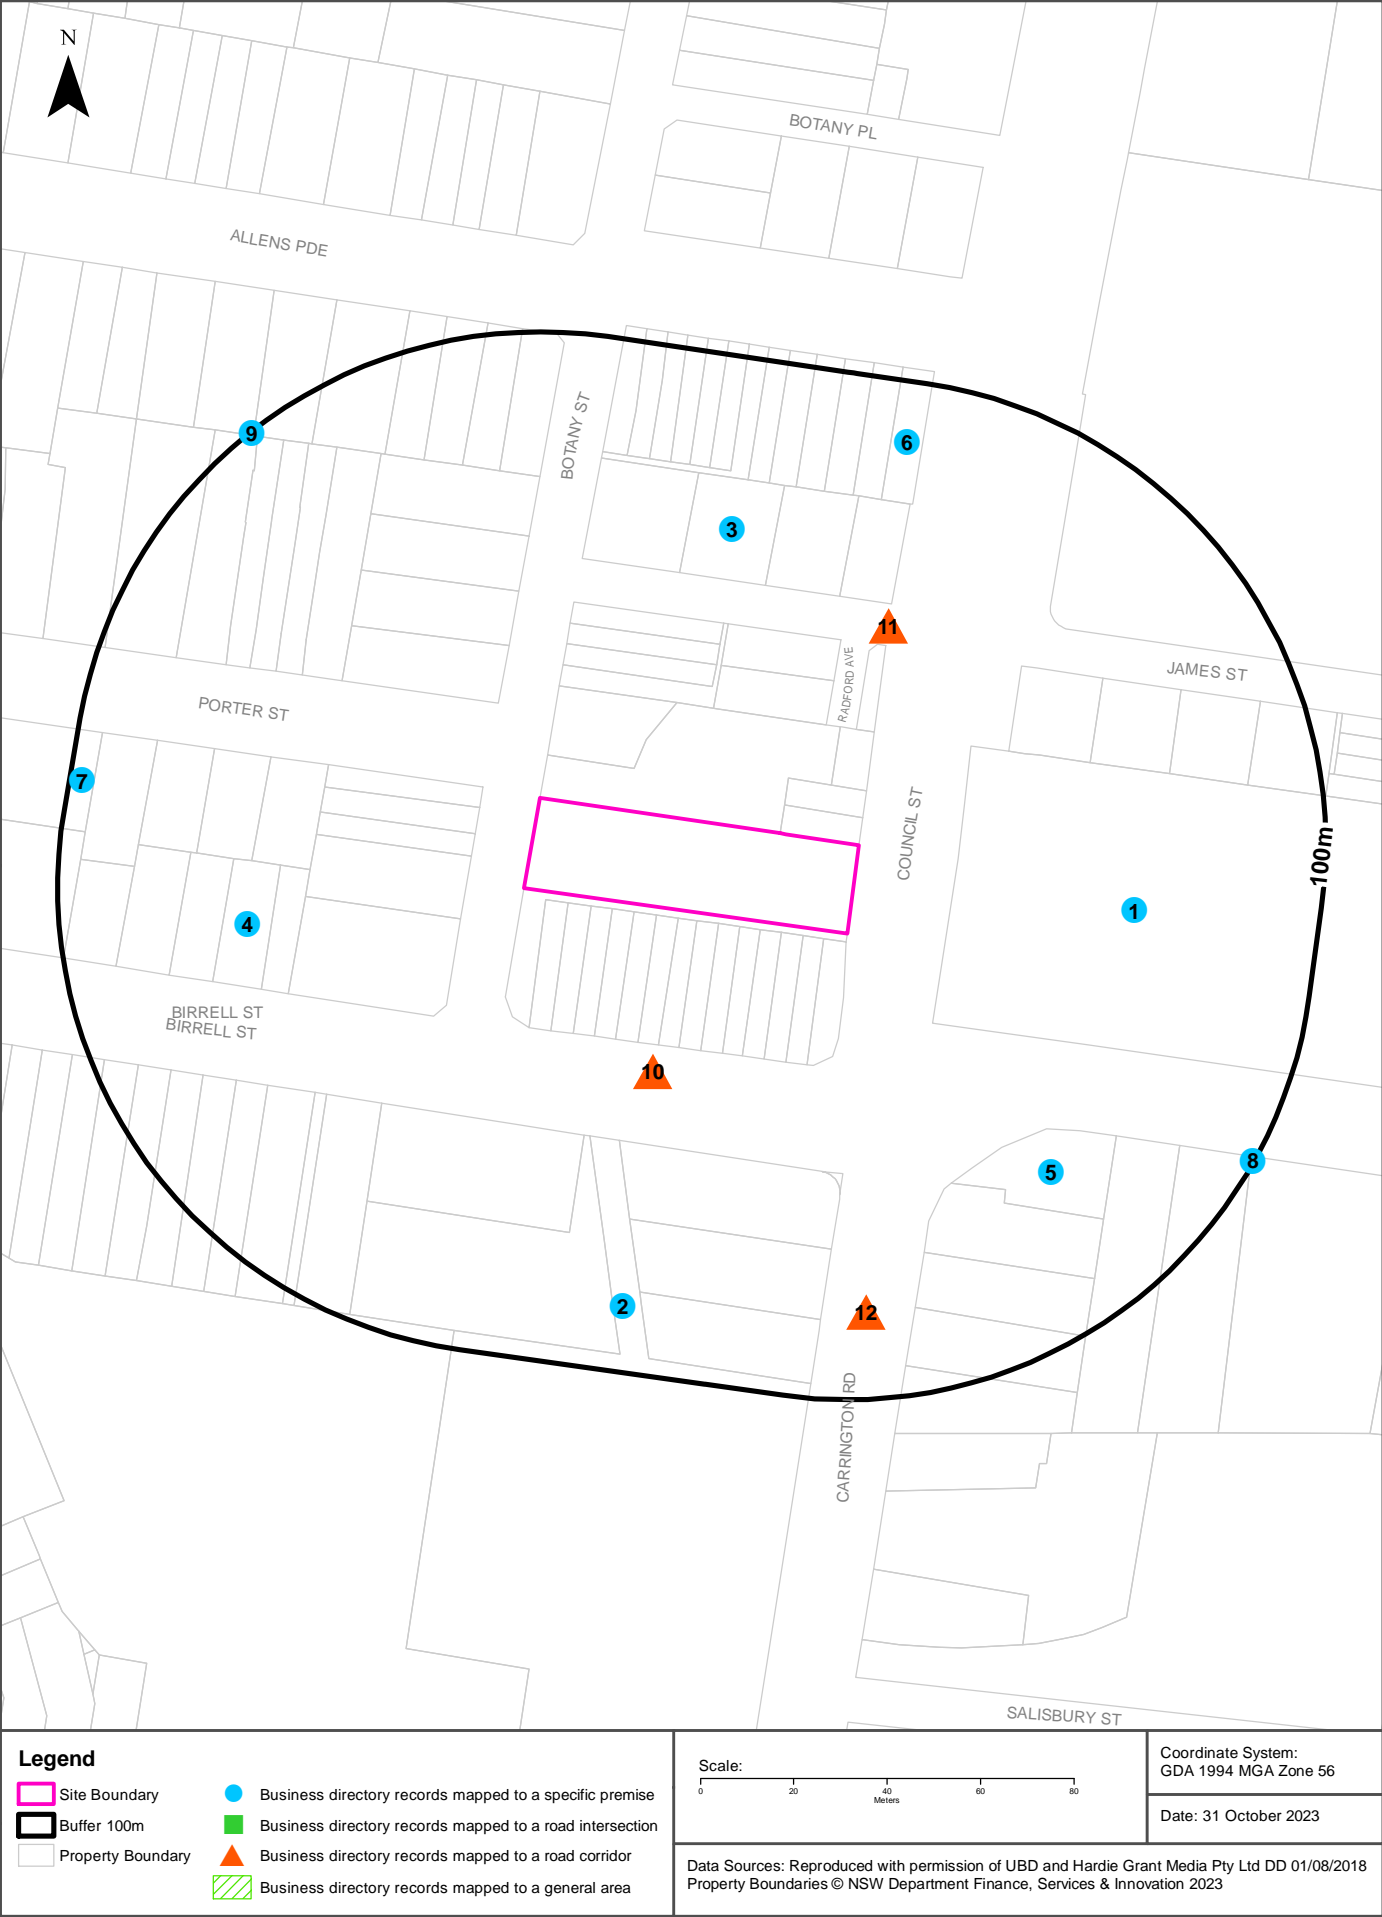 N
BOTANY PL
ALLENS PDE
BOTANY ST
9
6
3
11
RADFORD AVE
JAMES ST
PORTER ST
7
COUNCIL ST
100m
4
1
BIRRELL ST
BIRRELL ST
10
8
5
2
12
CARRINGTON RD
SALISBURY ST
Legend
Site Boundary
Buffer 100m
Property Boundary
Business directory records mapped to a specific premise
Business directory records mapped to a road intersection
Business directory records mapped to a road corridor
Business directory records mapped to a general area
Scale:
0 20 40 60 80
Meters
Coordinate System:
GDA 1994 MGA Zone 56
Date: 31 October 2023
Data Sources: Reproduced with permission of UBD and Hardie Grant Media Pty Ltd DD 01/08/2018
Property Boundaries © NSW Department Finance, Services & Innovation 2023